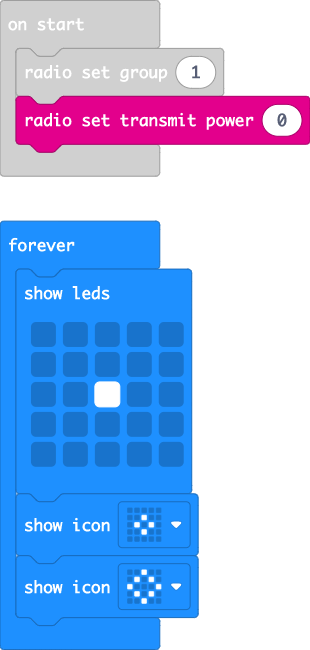 on start
radio set group 1
radio set transmit power 0
forever
show leds
show icon
show icon